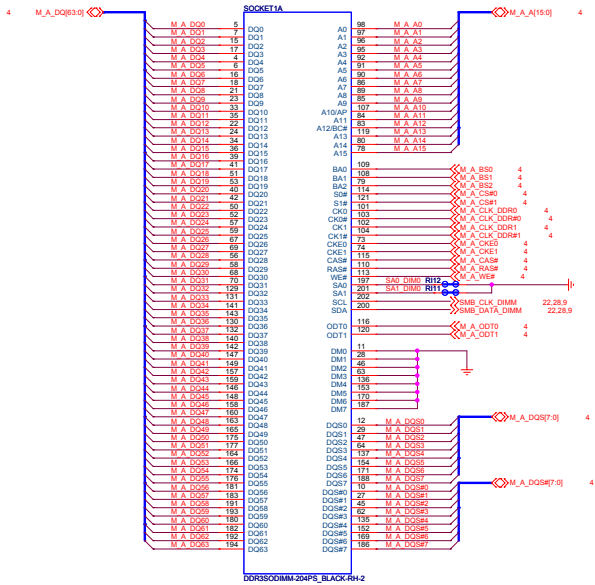 4 M_A_DQ[63:0]
SOCKET1A
M_A_DQ0 5 DQ0
M_A_DQ1 7 DQ1
M_A_DQ2 15 DQ2
M_A_DQ3 17 DQ3
M_A_DQ4 4 DQ4
M_A_DQ5 6 DQ5
M_A_DQ6 16 DQ6
M_A_DQ7 18 DQ7
M_A_DQ8 21 DQ8
M_A_DQ9 23 DQ9
M_A_DQ10 33 DQ10
M_A_DQ11 35 DQ11
M_A_DQ12 22 DQ12
M_A_DQ13 24 DQ13
M_A_DQ14 34 DQ14
M_A_DQ15 36 DQ15
M_A_DQ16 39 DQ16
M_A_DQ17 41 DQ17
M_A_DQ18 51 DQ18
M_A_DQ19 53 DQ19
M_A_DQ20 40 DQ20
M_A_DQ21 42 DQ21
M_A_DQ22 50 DQ22
M_A_DQ23 52 DQ23
M_A_DQ24 57 DQ24
M_A_DQ25 59 DQ25
M_A_DQ26 67 DQ26
M_A_DQ27 69 DQ27
M_A_DQ28 56 DQ28
M_A_DQ29 58 DQ29
M_A_DQ30 68 DQ30
M_A_DQ31 70 DQ31
M_A_DQ32 129 DQ32
M_A_DQ33 131 DQ33
M_A_DQ34 141 DQ34
M_A_DQ35 143 DQ35
M_A_DQ36 130 DQ36
M_A_DQ37 132 DQ37
M_A_DQ38 140 DQ38
M_A_DQ39 142 DQ39
M_A_DQ40 147 DQ40
M_A_DQ41 149 DQ41
M_A_DQ42 157 DQ42
M_A_DQ43 159 DQ43
M_A_DQ44 146 DQ44
M_A_DQ45 148 DQ45
M_A_DQ46 158 DQ46
M_A_DQ47 160 DQ47
M_A_DQ48 163 DQ48
M_A_DQ49 165 DQ49
M_A_DQ50 175 DQ50
M_A_DQ51 177 DQ51
M_A_DQ52 164 DQ52
M_A_DQ53 166 DQ53
M_A_DQ54 174 DQ54
M_A_DQ55 176 DQ55
M_A_DQ56 181 DQ56
M_A_DQ57 183 DQ57
M_A_DQ58 191 DQ58
M_A_DQ59 193 DQ59
M_A_DQ60 180 DQ60
M_A_DQ61 182 DQ61
M_A_DQ62 192 DQ62
M_A_DQ63 194 DQ63
M_A_A[15:0] 4
A0 98 M_A_A0
A1 97 M_A_A1
A2 96 M_A_A2
A3 95 M_A_A3
A4 92 M_A_A4
A5 91 M_A_A5
A6 90 M_A_A6
A7 86 M_A_A7
A8 89 M_A_A8
A9 85 M_A_A9
A10/AP 107 M_A_A10
A11 84 M_A_A11
A12/BC# 83 M_A_A12
A13 119 M_A_A13
A14 80 M_A_A14
A15 78 M_A_A15
BA0 109 M_A_BS0 4
BA1 108 M_A_BS1 4
BA2 79 M_A_BS2 4
S0# 114 M_A_CS#0 4
S1# 121 M_A_CS#1 4
CK0 101 M_A_CLK_DDR0 4
CK0# 103 M_A_CLK_DDR#0 4
CK1 102 M_A_CLK_DDR1 4
CK1# 104 M_A_CLK_DDR#1 4
CKE0 73 M_A_CKE0 4
CKE1 74 M_A_CKE1 4
CAS# 115 M_A_CAS# 4
RAS# 110 M_A_RAS# 4
WE# 113 M_A_WE# 4
SA0 197 SA0_DIM0 RI12
SA1 201 SA1_DIM0 RI11
SCL 202 SMB_CLK_DIMM 22,28,9
SDA 200 SMB_DATA_DIMM 22,28,9
ODT0 116 M_A_ODT0 4
ODT1 120 M_A_ODT1 4
DM0 11
DM1 28
DM2 46
DM3 63
DM4 136
DM5 153
DM6 170
DM7 187
M_A_DQS[7:0] 4
DQS0 12 M_A_DQS0
DQS1 29 M_A_DQS1
DQS2 47 M_A_DQS2
DQS3 64 M_A_DQS3
DQS4 137 M_A_DQS4
DQS5 154 M_A_DQS5
DQS6 171 M_A_DQS6
DQS7 188 M_A_DQS7
M_A_DQS#[7:0] 4
DQS#0 10 M_A_DQS#0
DQS#1 27 M_A_DQS#1
DQS#2 45 M_A_DQS#2
DQS#3 62 M_A_DQS#3
DQS#4 135 M_A_DQS#4
DQS#5 152 M_A_DQS#5
DQS#6 169 M_A_DQS#6
DQS#7 186 M_A_DQS#7
DDR3SODIMM-204PS_BLACK-RH-2